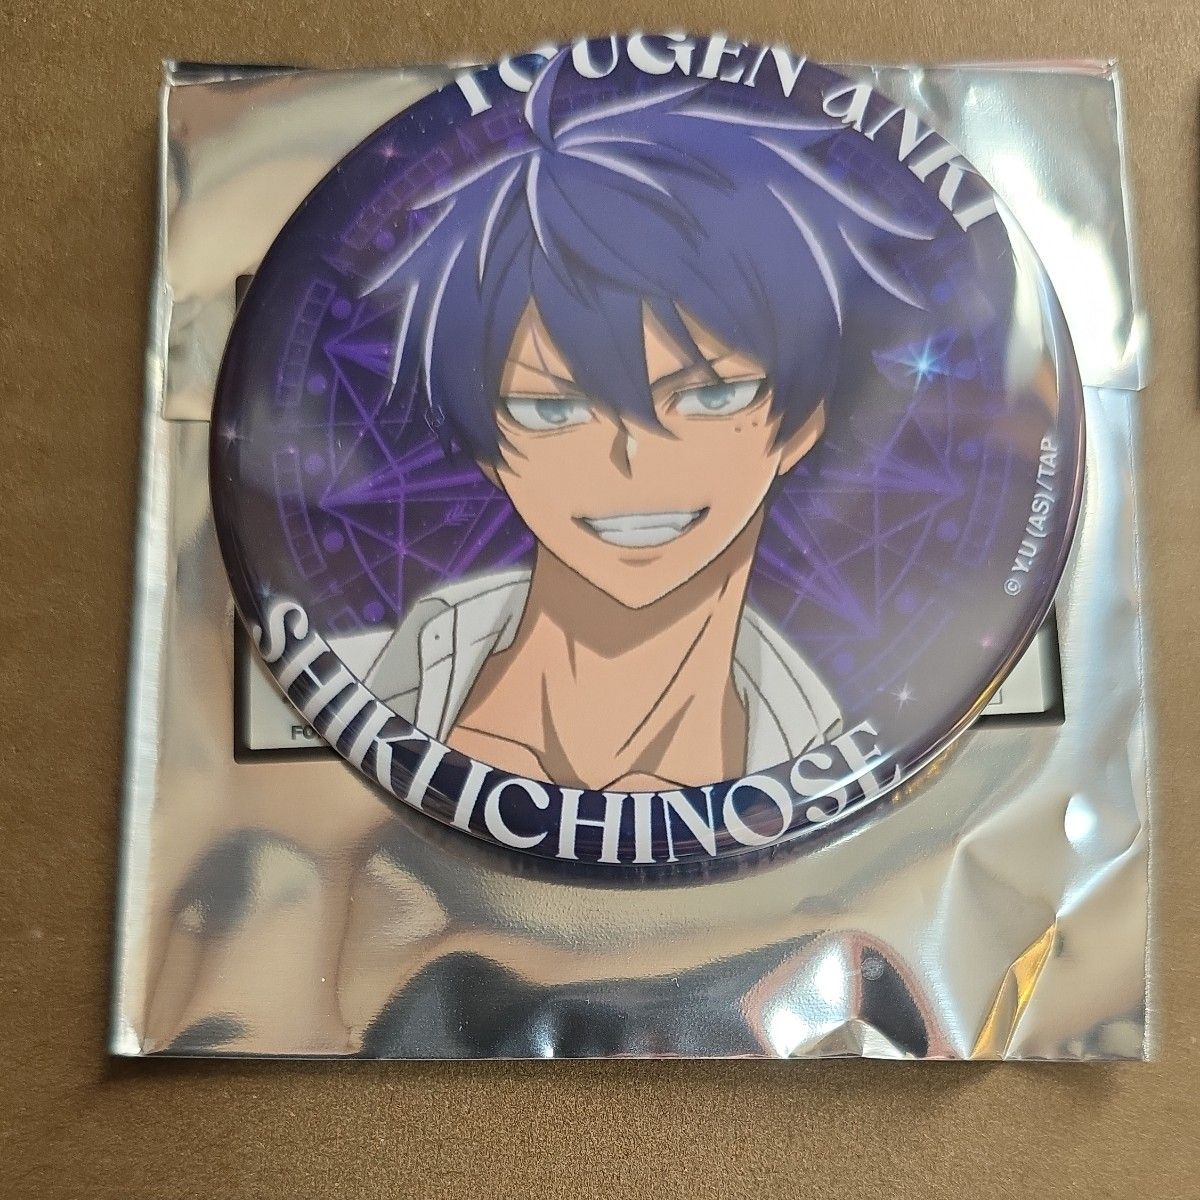 TOUGEN aNKI
© Y.U (AS) / TAP
SHIKI ICHINOSE